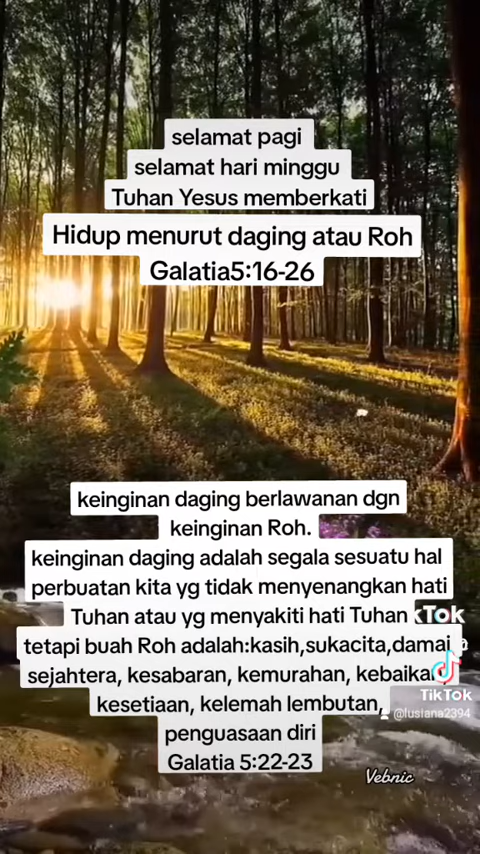 selamat pagi
selamat hari minggu
Tuhan Yesus memberkati
Hidup menurut daging atau Roh
Galatia5:16-26
keinginan daging berlawanan dgn
keinginan Roh.
keinginan daging adalah segala sesuatu hal
perbuatan kita yg tidak menyenangkan hati
Tuhan atau yg menyakiti hati Tuhan
tetapi buah Roh adalah:kasih,sukacita,damai
sejahtera, kesabaran, kemurahan, kebaikan
kesetiaan, kelemah lembutan,
penguasaan diri
Galatia 5:22-23
TikTok
@lusiana2394
Vebnic